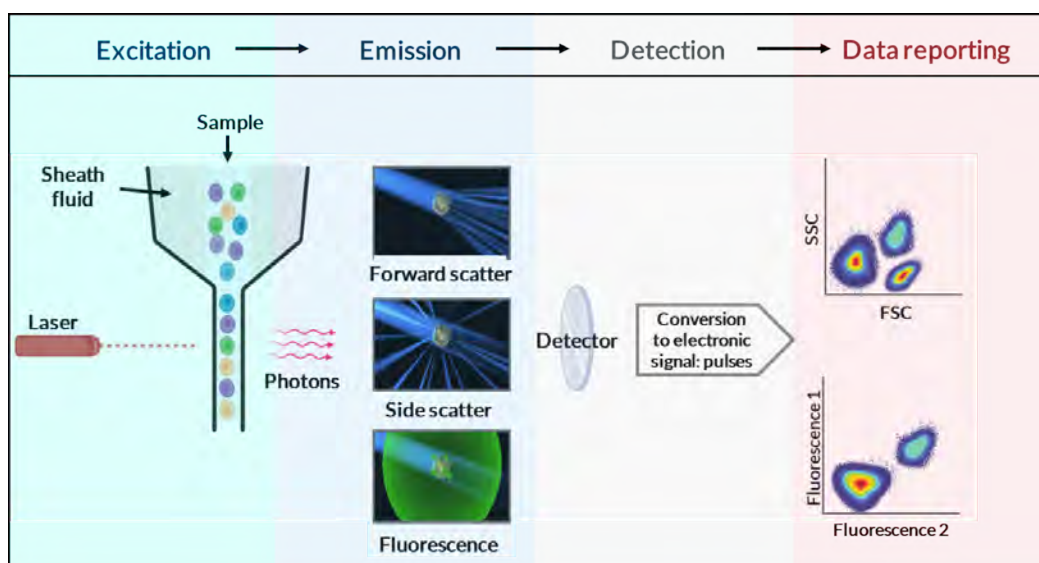 Excitation
Emission
Detection
Data reporting
Sample
Sheath
fluid
Laser
Photons
Forward scatter
Side scatter
Fluorescence
Detector
Conversion
to electronic
signal: pulses
SSC
FSC
Fluorescence 1
Fluorescence 2